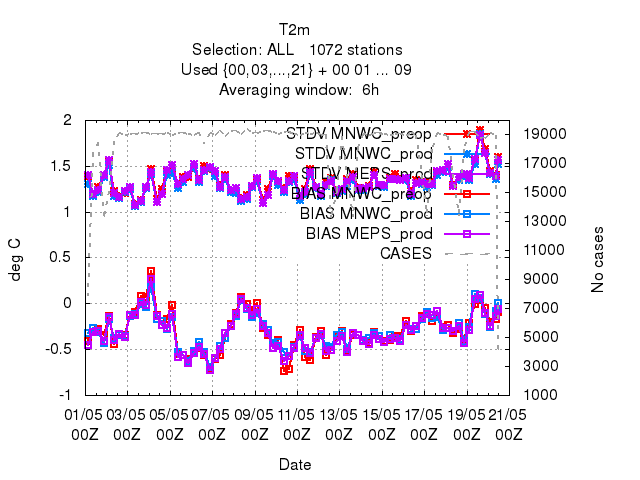 T2m
Selection: ALL   1072 stations
Used {00,03,...,21} + 00 01 ... 09
Averaging window:  6h
STDV MNWC_preop
STDV MNWC_prod
STDV MEPS_prod
BIAS MNWC_preop
BIAS MNWC_prod
BIAS MEPS_prod
CASES
2
1.5
1
0.5
0
-0.5
-1
deg C
19000
17000
15000
13000
11000
9000
7000
5000
3000
1000
No cases
01/05 03/05 05/05 07/05 09/05 11/05 13/05 15/05 17/05 19/05 21/05
00Z 00Z 00Z 00Z 00Z 00Z 00Z 00Z 00Z 00Z 00Z
Date